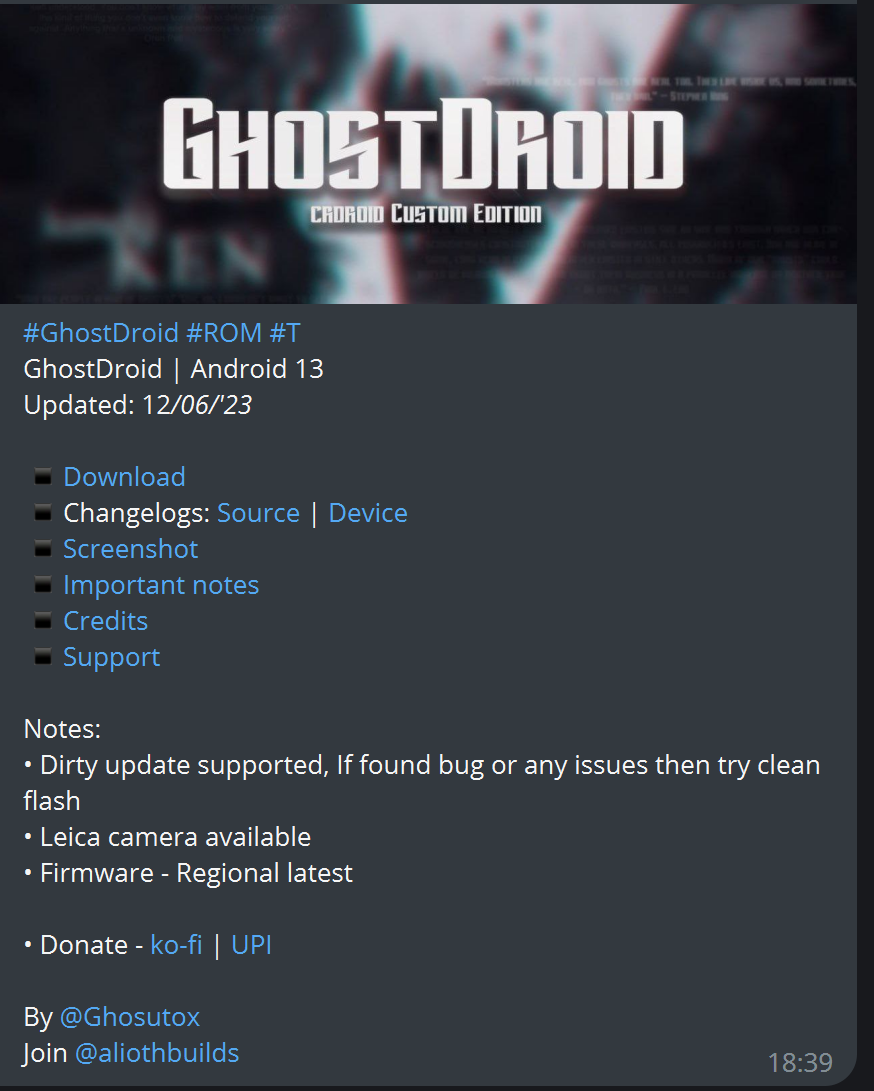 "Monsters are real, and ghosts are real too. They live inside us, and sometimes,
they win." – Stephen King
GhostDroid
crDroid Custom Edition
KEN
#GhostDroid #ROM #T
GhostDroid | Android 13
Updated: 12/06/'23
Download
Changelogs: Source | Device
Screenshot
Important notes
Credits
Support
Notes:
• Dirty update supported, If found bug or any issues then try clean
flash
• Leica camera available
• Firmware - Regional latest
• Donate - ko-fi | UPI
By @Ghosutox
Join @aliothbuilds
18:39